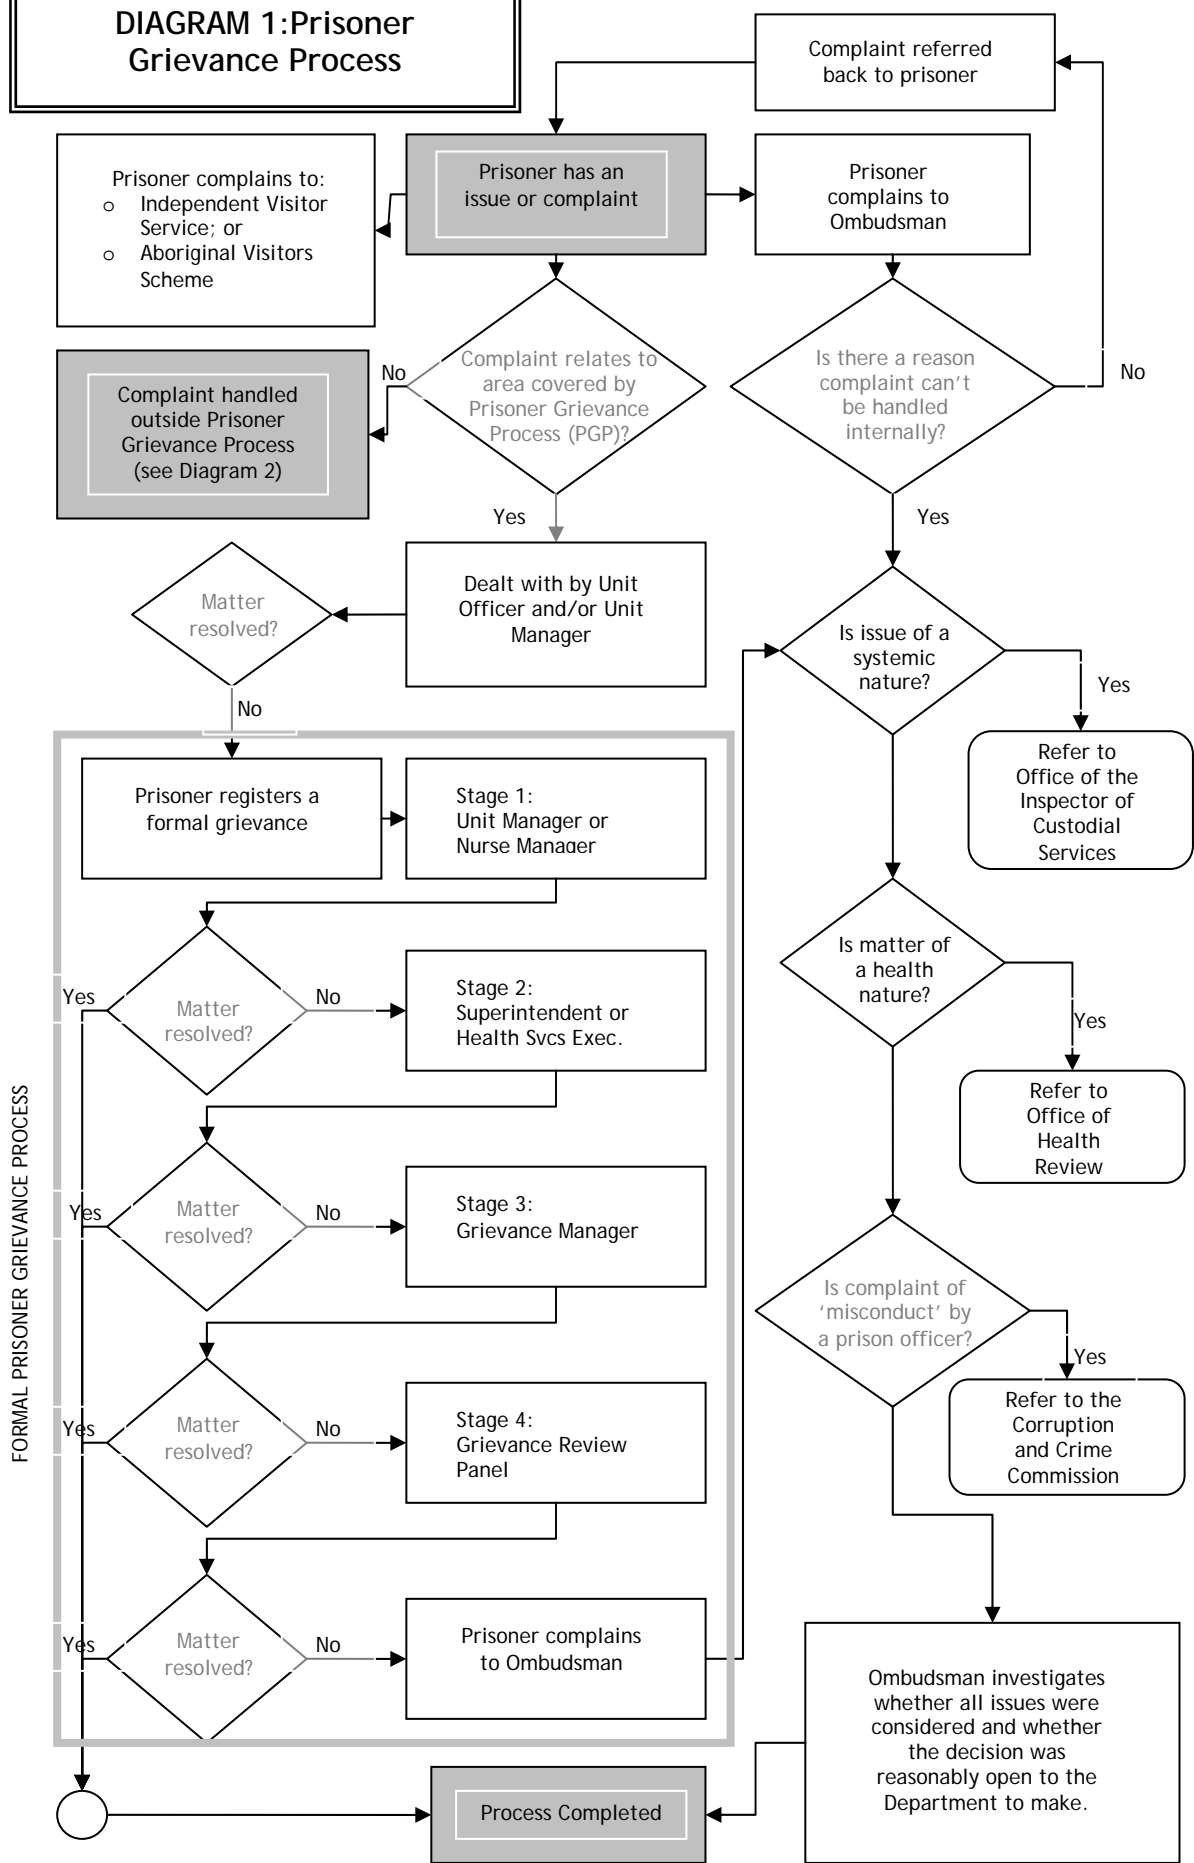 DIAGRAM 1:Prisoner
Grievance Process
Complaint referred
back to prisoner
Prisoner complains to:
o Independent Visitor
Service; or
o Aboriginal Visitors
Scheme
Prisoner has an
issue or complaint
Prisoner
complains to
Ombudsman
Complaint handled
outside Prisoner
Grievance Process
(see Diagram 2)
No
Complaint relates to
area covered by
Prisoner Grievance
Process (PGP)?
Is there a reason
complaint can't
be handled
internally?
No
Yes
Yes
Matter
resolved?
Dealt with by Unit
Officer and/or Unit
Manager
Is issue of a
systemic
nature?
Yes
No
Refer to
Office of the
Inspector of
Custodial
Services
Prisoner registers a
formal grievance
Stage 1:
Unit Manager or
Nurse Manager
Is matter of
a health
nature?
Yes
Yes
Matter
resolved?
No
Stage 2:
Superintendent or
Health Svcs Exec.
Refer to
Office of
Health
Review
FORMAL PRISONER GRIEVANCE PROCESS
Yes
Matter
resolved?
No
Stage 3:
Grievance Manager
Is complaint of
‘misconduct’ by
a prison officer?
Yes
Refer to the
Corruption
and Crime
Commission
Yes
Matter
resolved?
No
Stage 4:
Grievance Review
Panel
Yes
Matter
resolved?
No
Prisoner complains
to Ombudsman
Ombudsman investigates
whether all issues were
considered and whether
the decision was
reasonably open to the
Department to make.
Process Completed